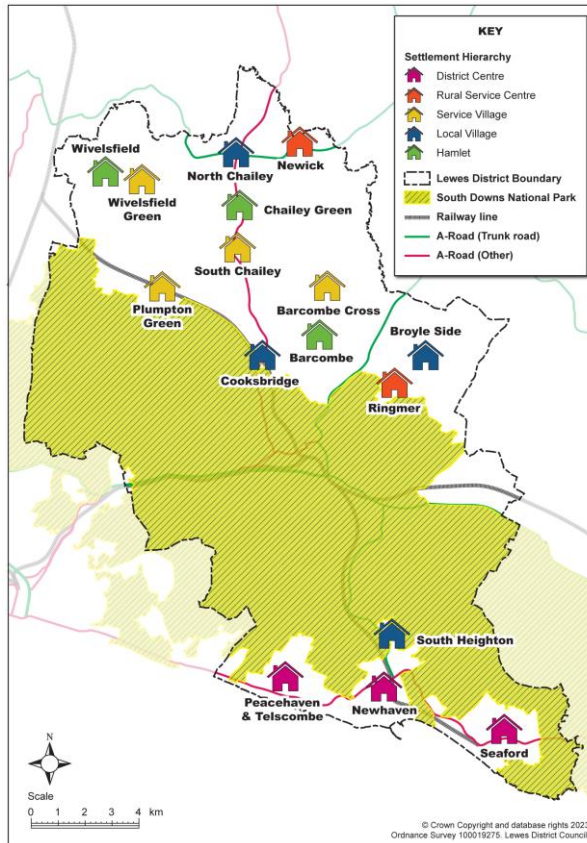 KEY
Settlement Hierarchy
District Centre
Rural Service Centre
Service Village
Local Village
Hamlet
Lewes District Boundary
South Downs National Park
Railway line
A-Road (Trunk road)
A-Road (Other)
Wivelsfield
Wivelsfield
Green
North Chailey
Newick
Chailey Green
South Chailey
Plumpton
Green
Barcombe Cross
Barcombe
Broyle Side
Cooksbridge
Ringmer
South Heighton
Peacehaven
& Telscombe
Newhaven
Seaford
N
Scale
0 1 2 3 4 km
© Crown Copyright and database rights 2023
Ordnance Survey 100019275. Lewes District Council